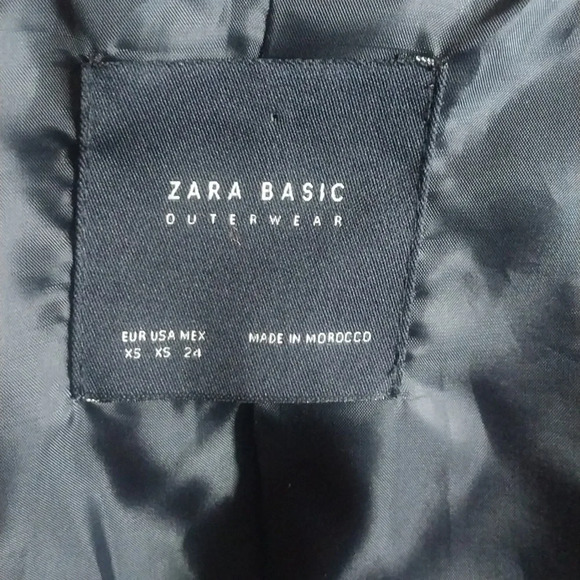 ZARA BASIC
OUTERWEAR
EUR USA MEX MADE IN MOROCCO
XS XS 24